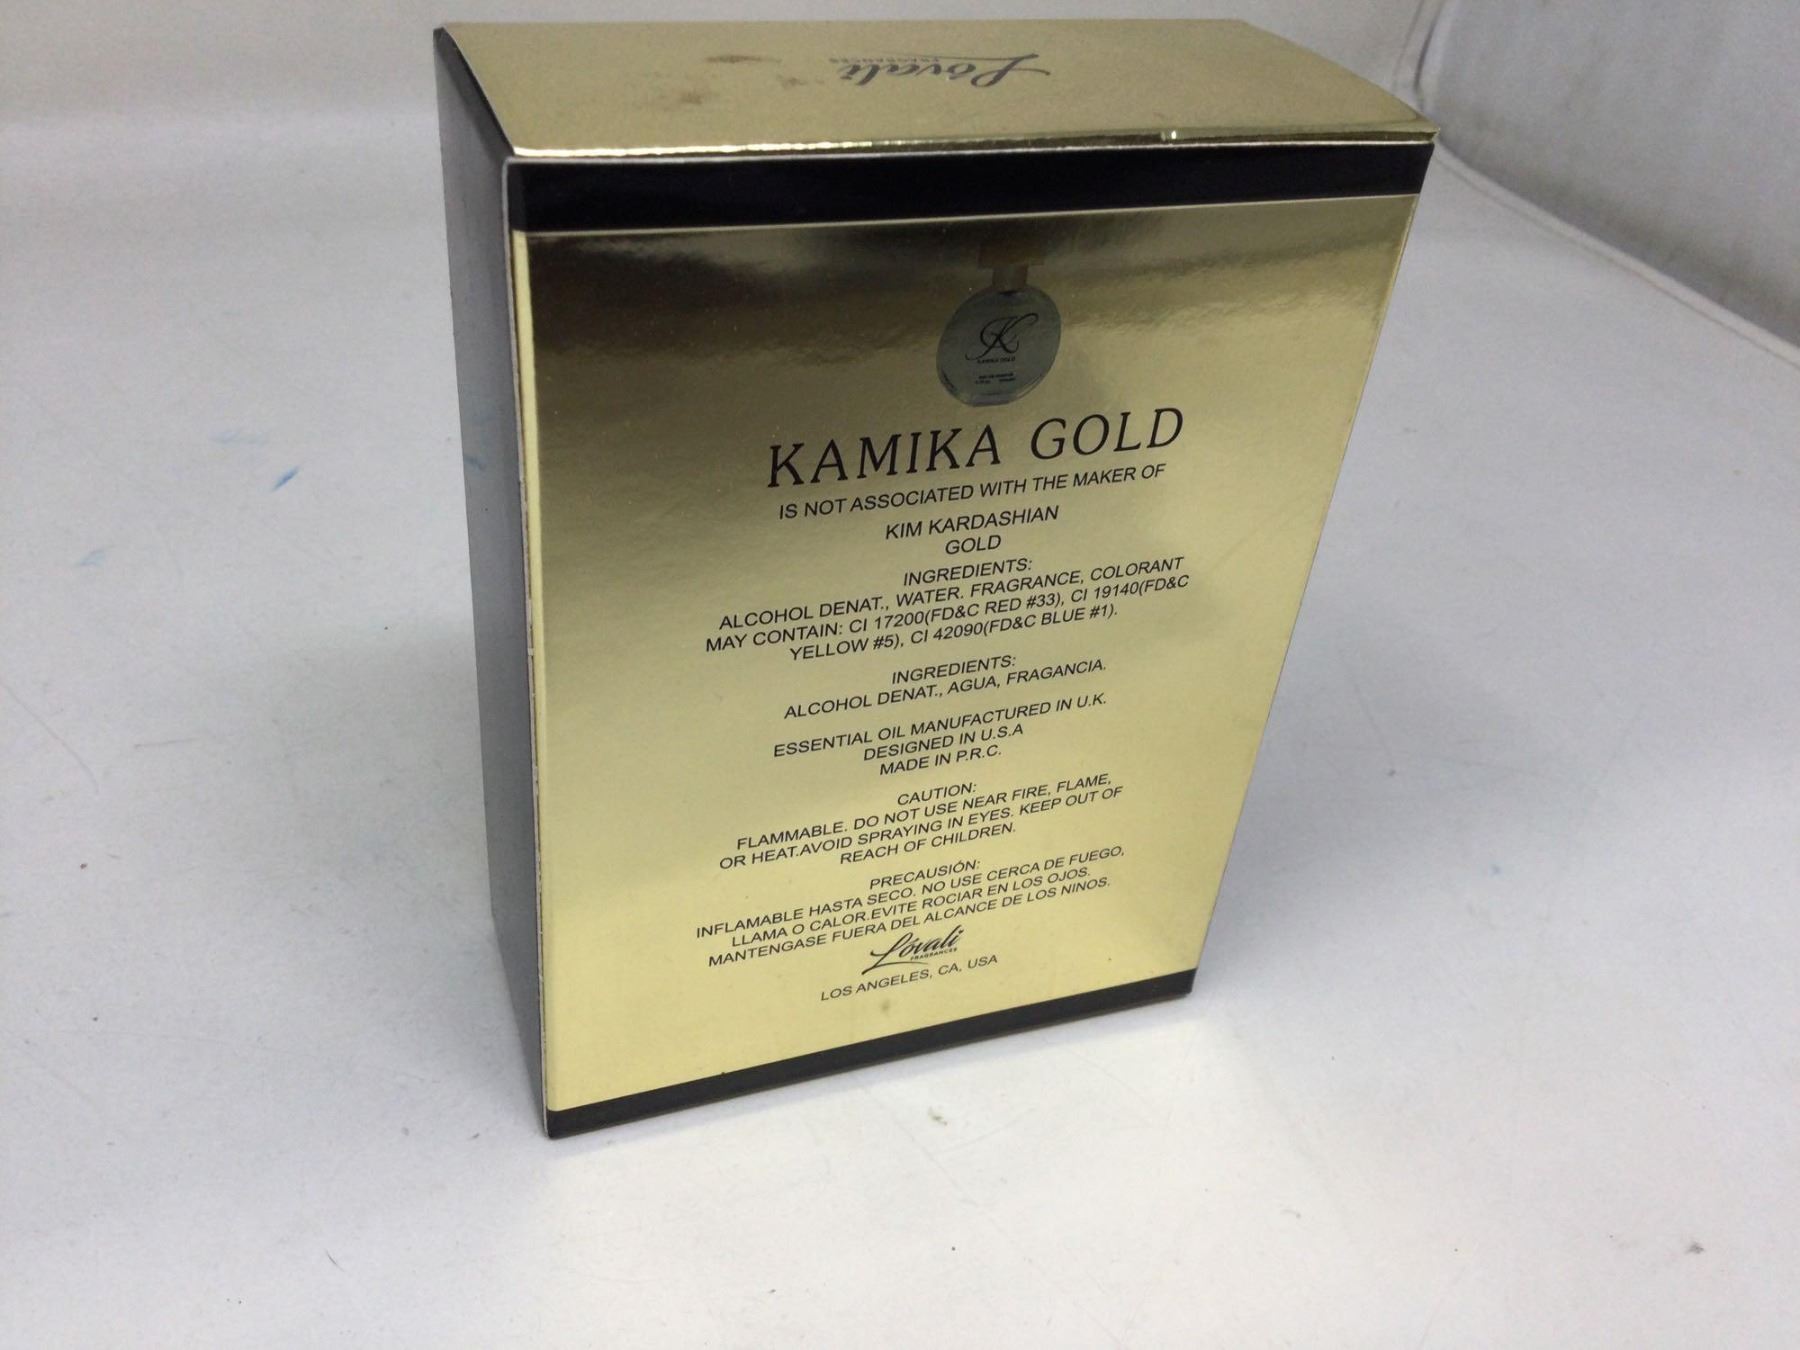 Lóvali
FRAGRANCES
K
KAMIKA GOLD
KAMIKA GOLD
IS NOT ASSOCIATED WITH THE MAKER OF
KIM KARDASHIAN
GOLD
INGREDIENTS:
ALCOHOL DENAT., WATER. FRAGRANCE, COLORANT
MAY CONTAIN: CI 17200(FD&C RED #33), CI 19140(FD&C
YELLOW #5), CI 42090(FD&C BLUE #1).
INGREDIENTS:
ALCOHOL DENAT., AGUA, FRAGANCIA.
ESSENTIAL OIL MANUFACTURED IN U.K.
DESIGNED IN U.S.A
MADE IN P.R.C.
CAUTION:
FLAMMABLE. DO NOT USE NEAR FIRE, FLAME,
OR HEAT.AVOID SPRAYING IN EYES. KEEP OUT OF
REACH OF CHILDREN.
PRECAUSIÓN:
INFLAMABLE HASTA SECO. NO USE CERCA DE FUEGO,
LLAMA O CALOR.EVITE ROCIAR EN LOS OJOS.
MANTENGASE FUERA DEL ALCANCE DE LOS NINOS.
Lóvali
FRAGRANCES
LOS ANGELES, CA, USA